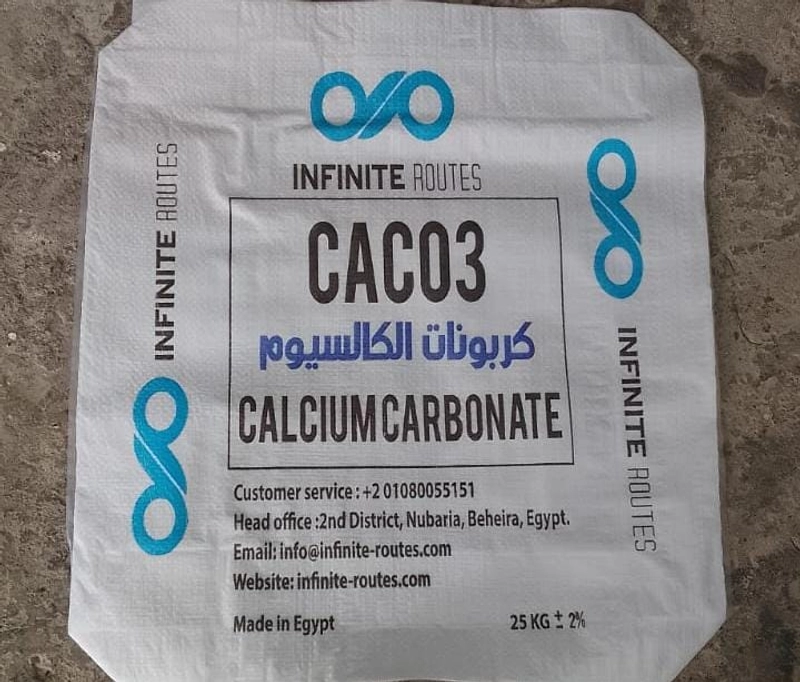 INFINITE ROUTES
CACO3
كربونات الكالسيوم
CALCIUM CARBONATE
Customer service : +2 01080055151
Head office :2nd District, Nubaria, Beheira, Egypt.
Email: info@infinite-routes.com
Website: infinite-routes.com
Made in Egypt
25 KG ± 2%
INFINITE ROUTES
INFINITE ROUTES